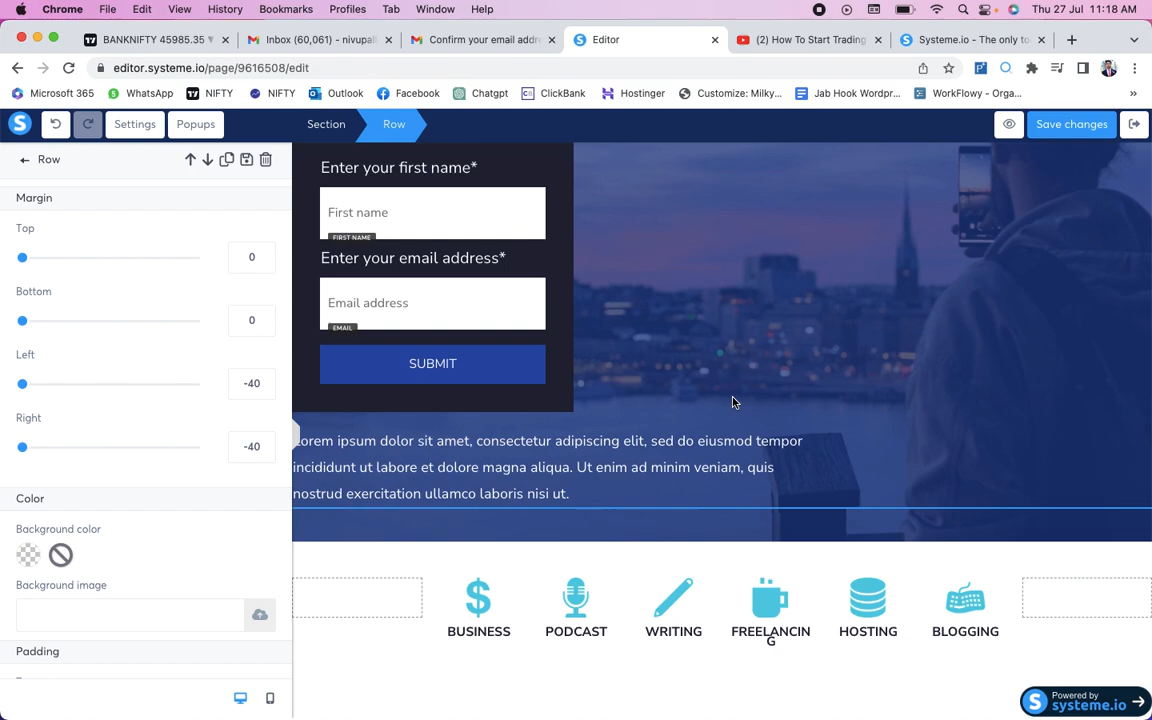 Chrome File Edit View History Bookmarks Profiles Tab Window Help Thu 27 Jul 11:18 AM
BANKNIFTY 45985.35 Inbox (60,061) - nivupai Confirm your email addre Editor (2) How To Start Trading Systeme.io - The only to
editor.systeme.io/page/9616508/edit
Microsoft 365 WhatsApp NIFTY NIFTY Outlook Facebook Chatgpt ClickBank Hostinger Customize: Milky... Jab Hook Wordpr... WorkFlowy - Orga... »
Settings Popups Section Row Save changes
Row
Margin
Top
0
Bottom
0
Left
-40
Right
-40
Color
Background color
Background image
Padding
Enter your first name*
First name
FIRST NAME
Enter your email address*
Email address
EMAIL
SUBMIT
Lorem ipsum dolor sit amet, consectetur adipiscing elit, sed do eiusmod tempor
incididunt ut labore et dolore magna aliqua. Ut enim ad minim veniam, quis
nostrud exercitation ullamco laboris nisi ut.
BUSINESS PODCAST WRITING FREELANCIN HOSTING BLOGGING
G
Powered by
systeme.io